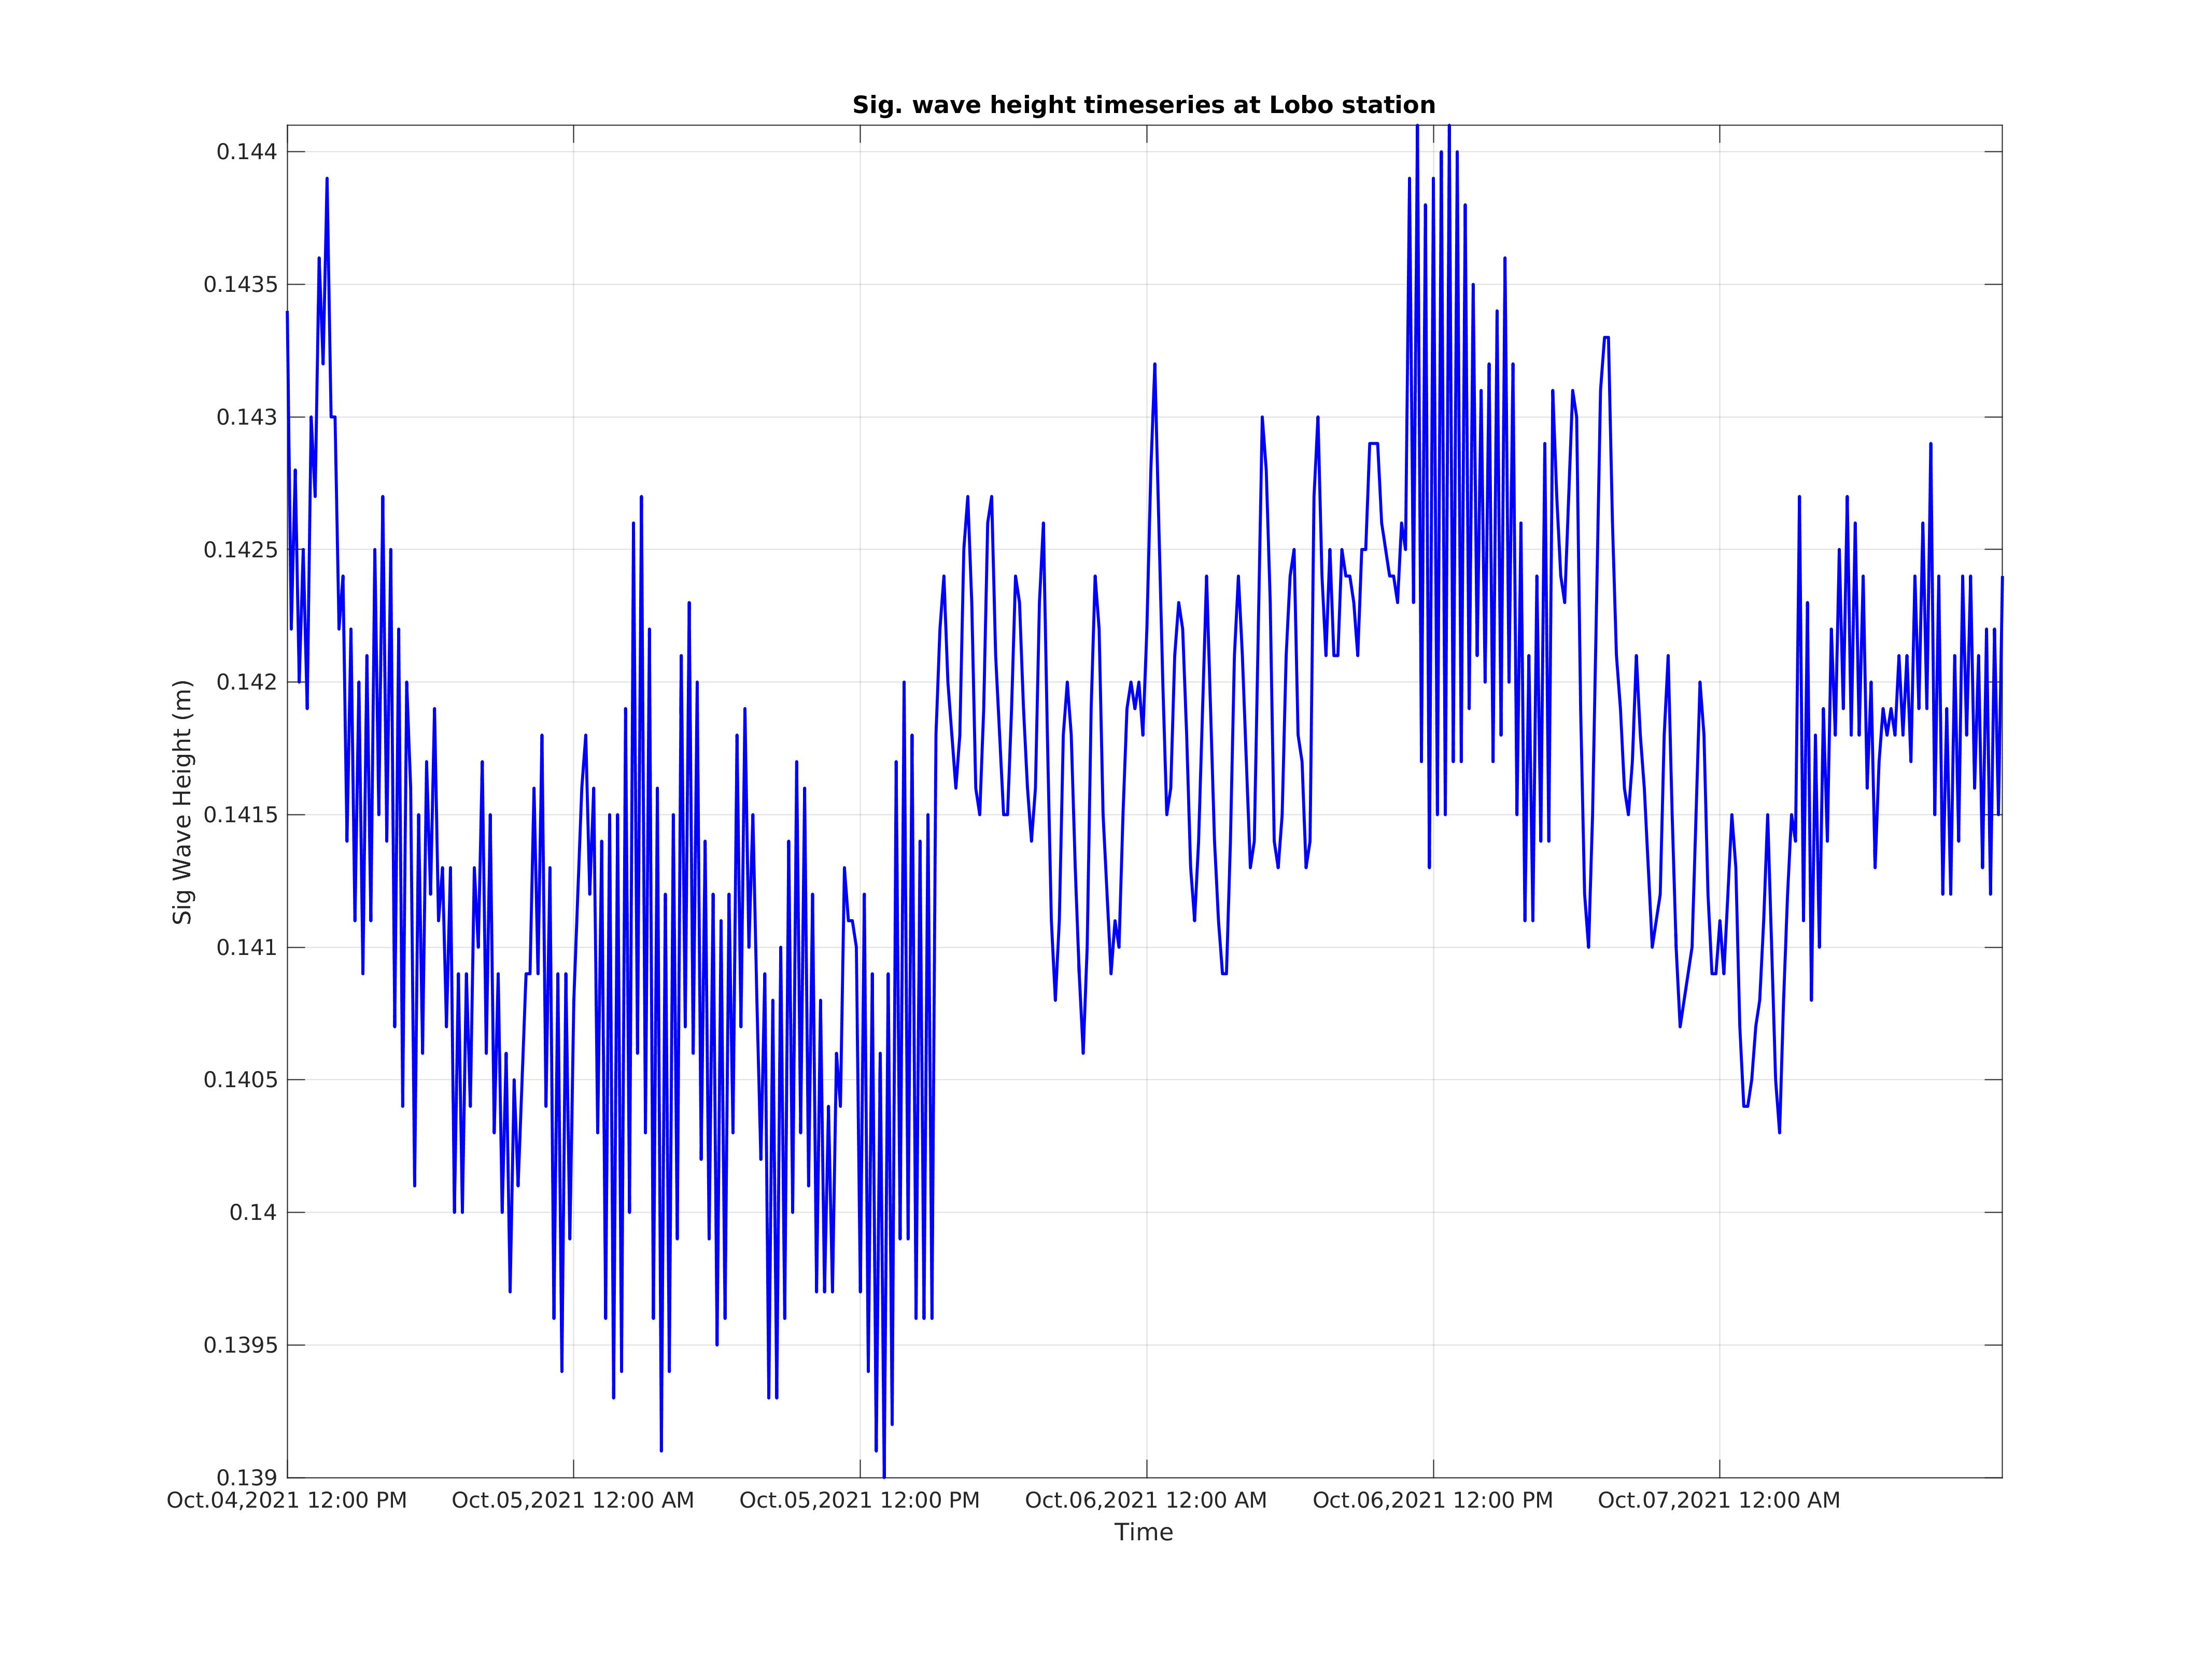 Sig. wave height timeseries at Lobo station
0.144
0.1435
0.143
0.1425
0.142
0.1415
0.141
0.1405
0.14
0.1395
0.139
Sig Wave Height (m)
Oct.04,2021 12:00 PM Oct.05,2021 12:00 AM Oct.05,2021 12:00 PM Oct.06,2021 12:00 AM Oct.06,2021 12:00 PM Oct.07,2021 12:00 AM
Time